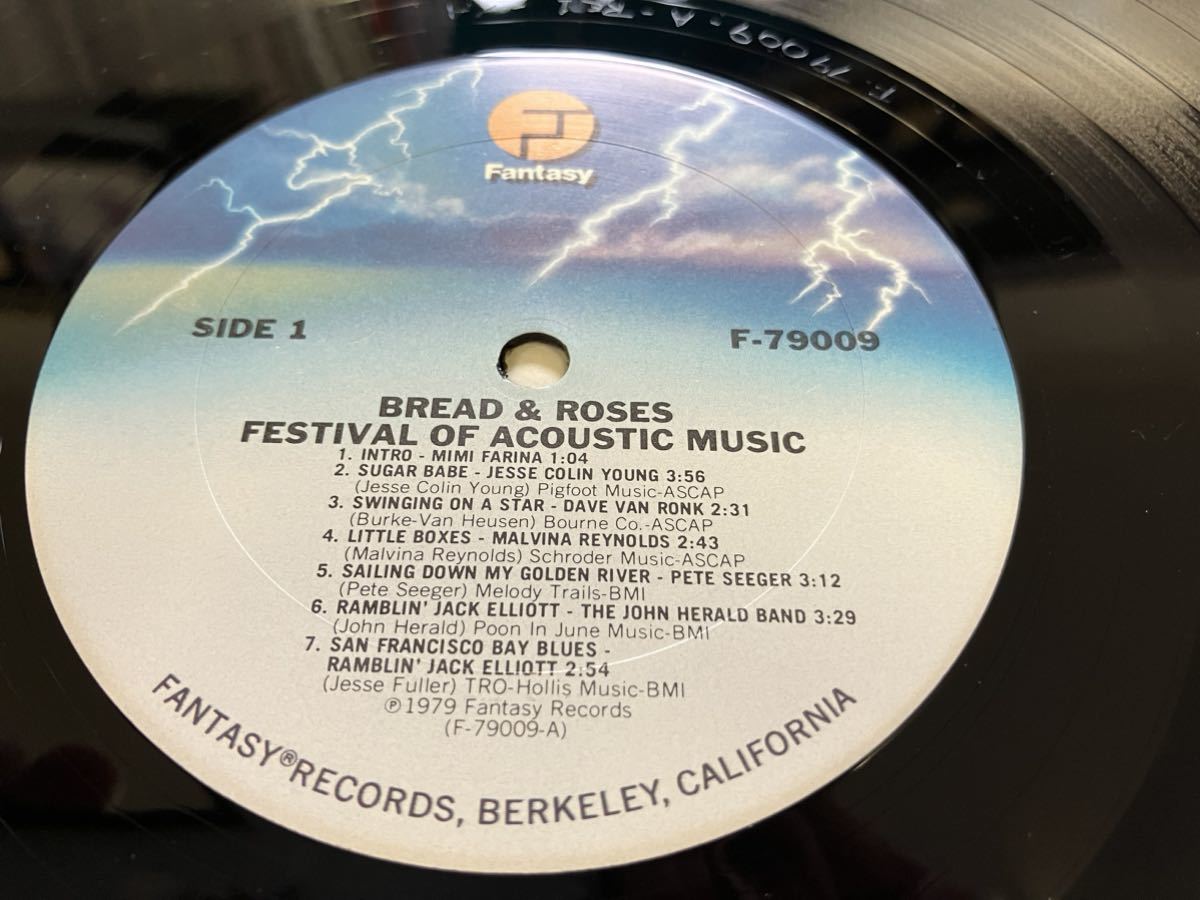 F-79009-A-Re1
Fantasy
SIDE 1
F-79009
BREAD & ROSES
FESTIVAL OF ACOUSTIC MUSIC
1. INTRO - MIMI FARINA 1:04
2. SUGAR BABE - JESSE COLIN YOUNG 3:56
(Jesse Colin Young) Pigfoot Music-ASCAP
3. SWINGING ON A STAR - DAVE VAN RONK 2:31
(Burke-Van Heusen) Bourne Co.-ASCAP
4. LITTLE BOXES - MALVINA REYNOLDS 2:43
(Malvina Reynolds) Schroder Music-ASCAP
5. SAILING DOWN MY GOLDEN RIVER - PETE SEEGER 3:12
(Pete Seeger) Melody Trails-BMI
6. RAMBLIN' JACK ELLIOTT - THE JOHN HERALD BAND 3:29
(John Herald) Poon In June Music-BMI
7. SAN FRANCISCO BAY BLUES -
RAMBLIN' JACK ELLIOTT 2:54
(Jesse Fuller) TRO-Hollis Music-BMI
℗1979 Fantasy Records
(F-79009-A)
FANTASY®RECORDS, BERKELEY, CALIFORNIA